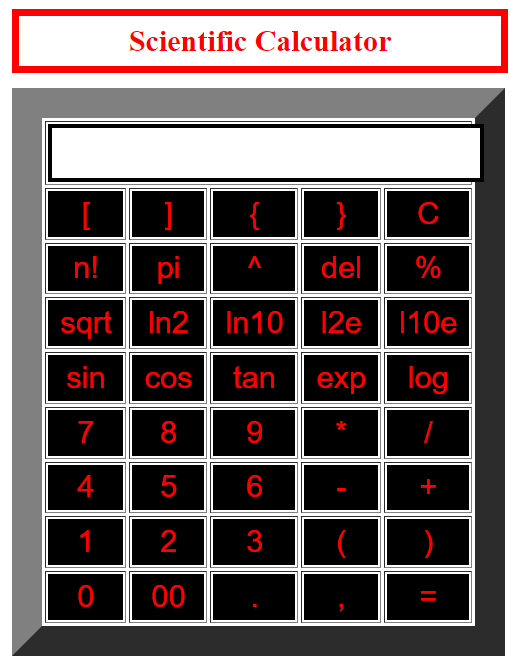 Scientific Calculator
[ ] { } C
n! pi ^ del %
sqrt ln2 ln10 l2e l10e
sin cos tan exp log
7 8 9 * /
4 5 6 - +
1 2 3 ( )
0 00 . , =